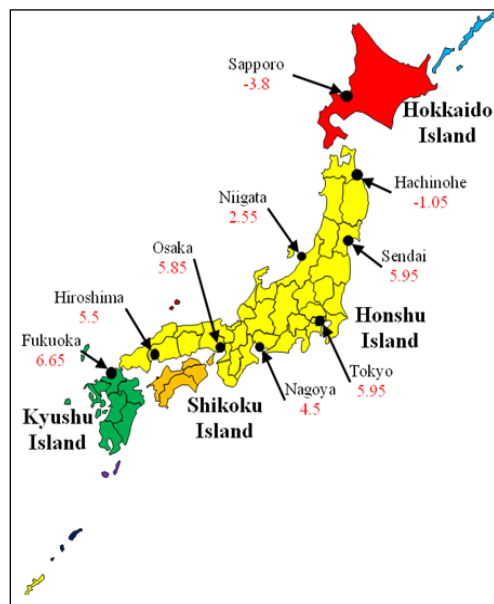 Sapporo
-3.8
Hokkaido
Island
Hachinohe
-1.05
Niigata
2.55
Sendai
5.95
Osaka
5.85
Hiroshima
5.5
Honshu
Island
Fukuoka
6.65
Tokyo
5.95
Nagoya
4.5
Shikoku
Island
Kyushu
Island